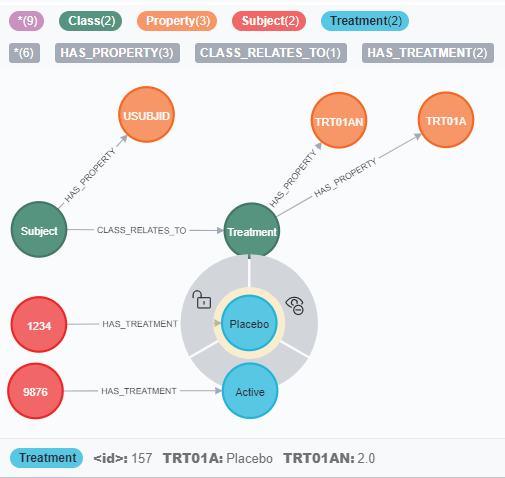 *(9) Class(2) Property(3) Subject(2) Treatment(2)
*(6) HAS_PROPERTY(3) CLASS_RELATES_TO(1) HAS_TREATMENT(2)
USUBJID
TRT01AN
TRT01A
HAS_PROPERTY
HAS_PROPERTY
HAS_PROPERTY
Subject
CLASS_RELATES_TO
Treatment
1234
HAS_TREATMENT
Placebo
9876
HAS_TREATMENT
Active
Treatment <id>: 157 TRT01A: Placebo TRT01AN: 2.0